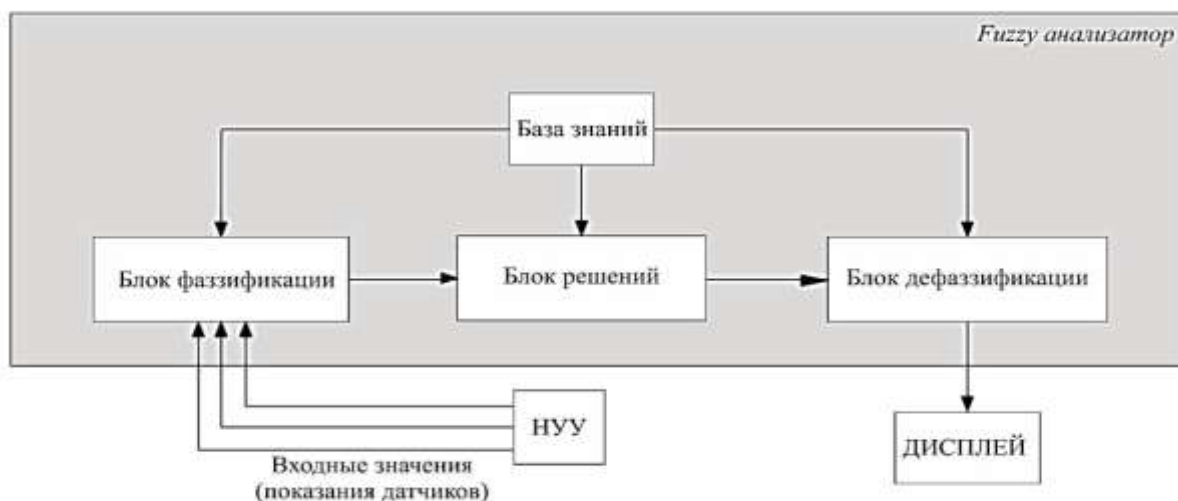 Fuzzy анализатор
База знаний
Блок фаззификации
Блок решений
Блок дефаззификации
НУУ
ДИСПЛЕЙ
Входные значения
(показания датчиков)